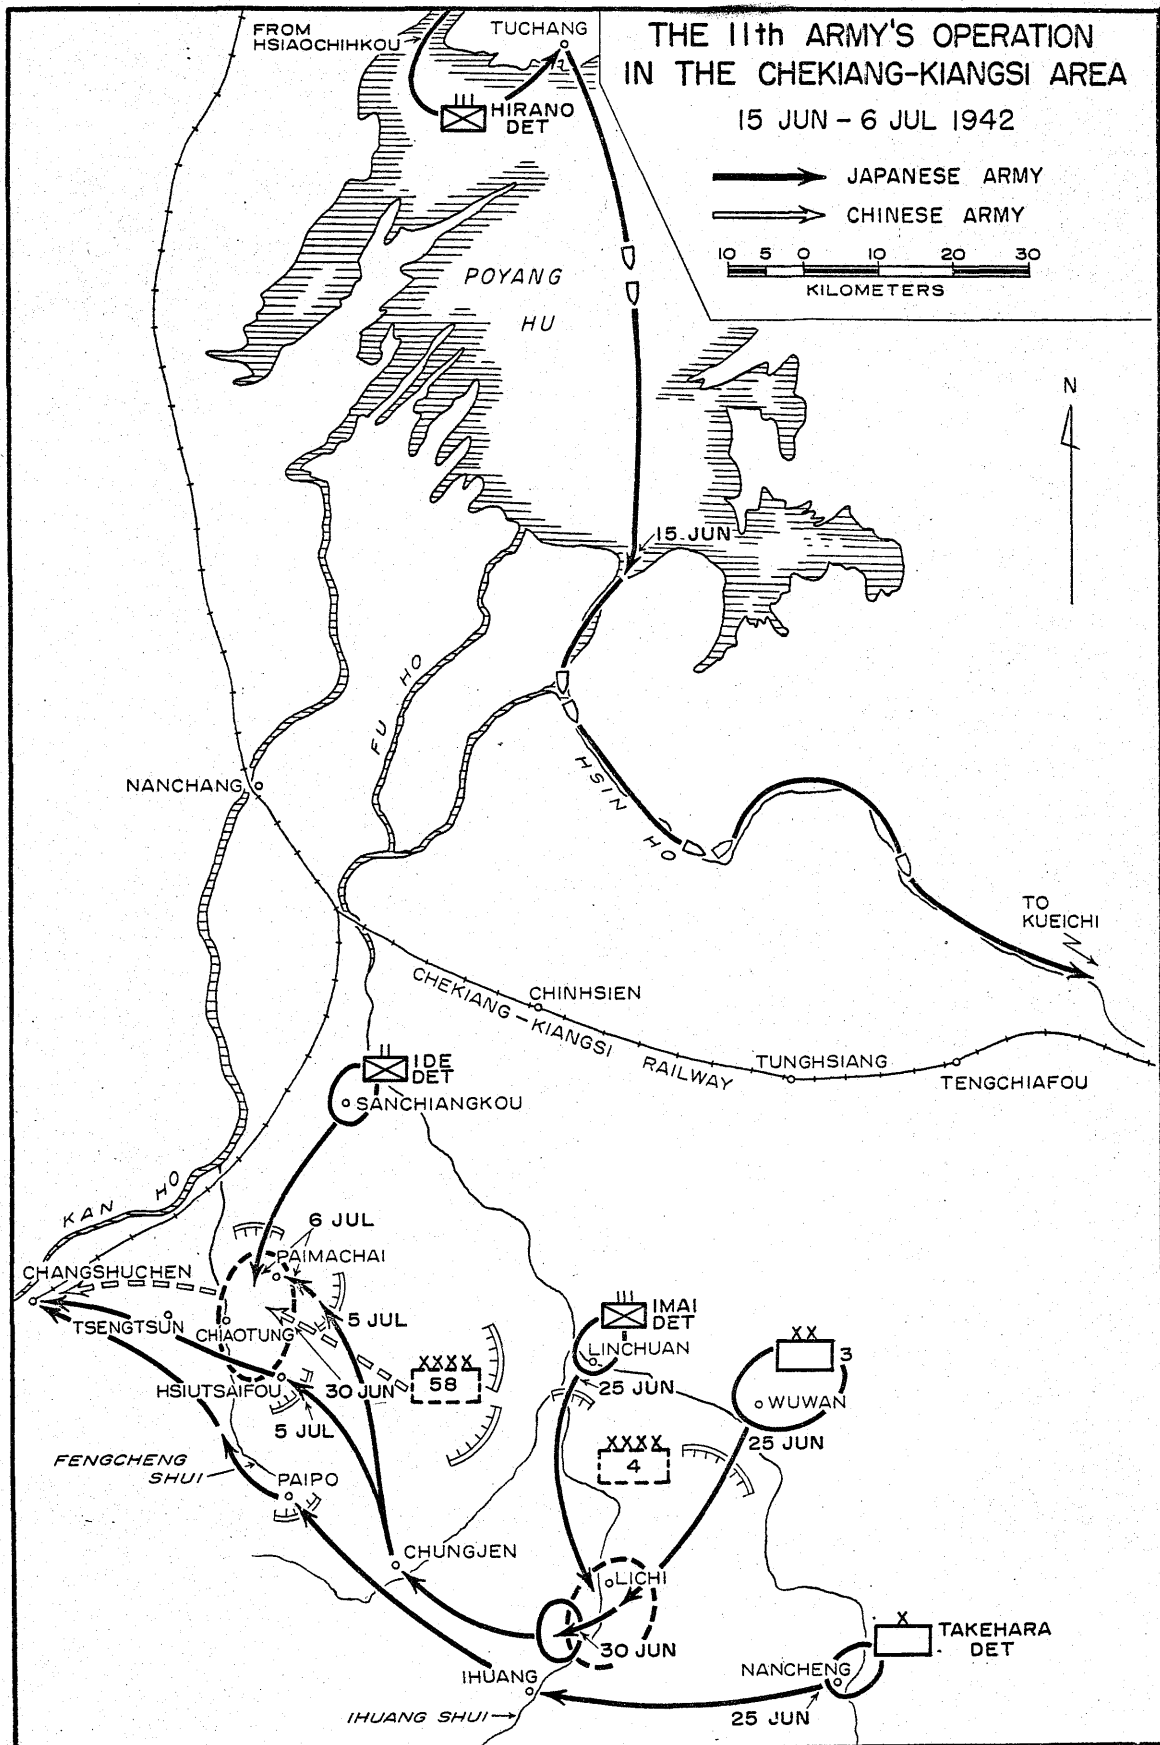 THE 11th ARMY'S OPERATION
IN THE CHEKIANG-KIANGSI AREA
15 JUN - 6 JUL 1942
JAPANESE ARMY
CHINESE ARMY
10 5 0 10 20 30
KILOMETERS
FROM
HSIAOCHIHKOU
TUCHANG
HIRANO
DET
POYANG
HU
N
15 JUN
FU HO
HSIN HO
NANCHANG
TO
KUEICHI
CHEKIANG-KIANGSI RAILWAY
CHINHSIEN
TUNGHSIANG
TENGCHIAFOU
IDE
DET
SANCHIANGKOU
KAN HO
6 JUL
PAIMACHAI
CHANGSHUCHEN
TSENGTSUN
CHIAOTUNG
5 JUL
XXXX
58
HSIUTSAIFOU
30 JUN
5 JUL
IMAI
DET
LINCHUAN
25 JUN
XX
3
WUWAN
25 JUN
XXXX
4
FENGCHENG
SHUI
PAIPO
CHUNGJEN
LICHI
30 JUN
X
TAKEHARA
DET
IHUANG
NANCHENG
IHUANG SHUI
25 JUN